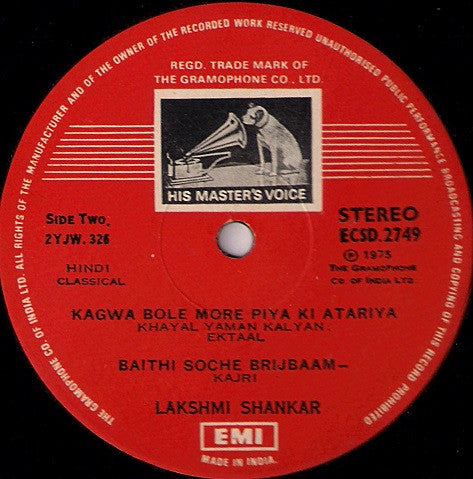 ALL RIGHTS OF THE MANUFACTURER AND OF THE OWNER OF THE RECORDED WORK RESERVED UNAUTHORISED PUBLIC PERFORMANCE BROADCASTING AND COPYING OF THIS RECORD PROHIBITED
REGD. TRADE MARK OF
THE GRAMOPHONE CO., LTD.
HIS MASTER'S VOICE
SIDE TWO.
2YJW. 326
HINDI
CLASSICAL
STEREO
ECSD. 2749
℗ 1975
THE GRAMOPHONE
CO. OF INDIA LTD
KAGWA BOLE MORE PIYA KI ATARIYA
KHAYAL YAMAN KALYAN:
EKTAAL
BAITHI SOCHE BRIJBAAM—
KAJRI
LAKSHMI SHANKAR
EMI
MADE IN INDIA.
THE GRAMOPHONE CO. OF INDIA LTD.